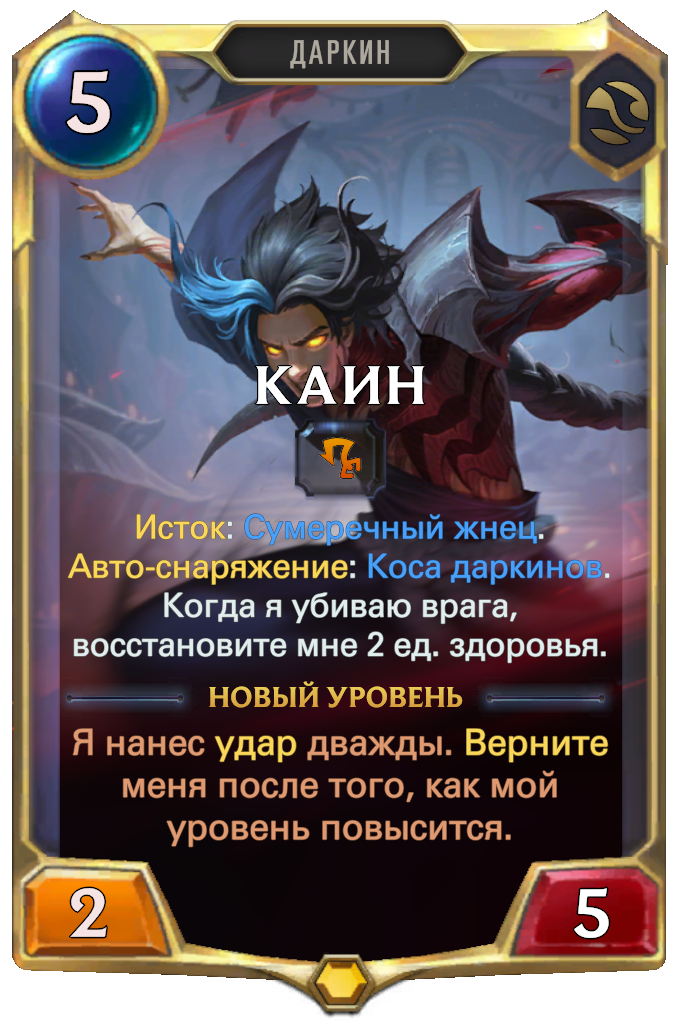 ДАРКИН
5
КАИН
Исток: Сумеречный жнец.
Авто-снаряжение: Коса даркинов.
Когда я убиваю врага,
восстановите мне 2 ед. здоровья.
НОВЫЙ УРОВЕНЬ
Я нанес удар дважды. Верните
меня после того, как мой
уровень повысится.
2
5